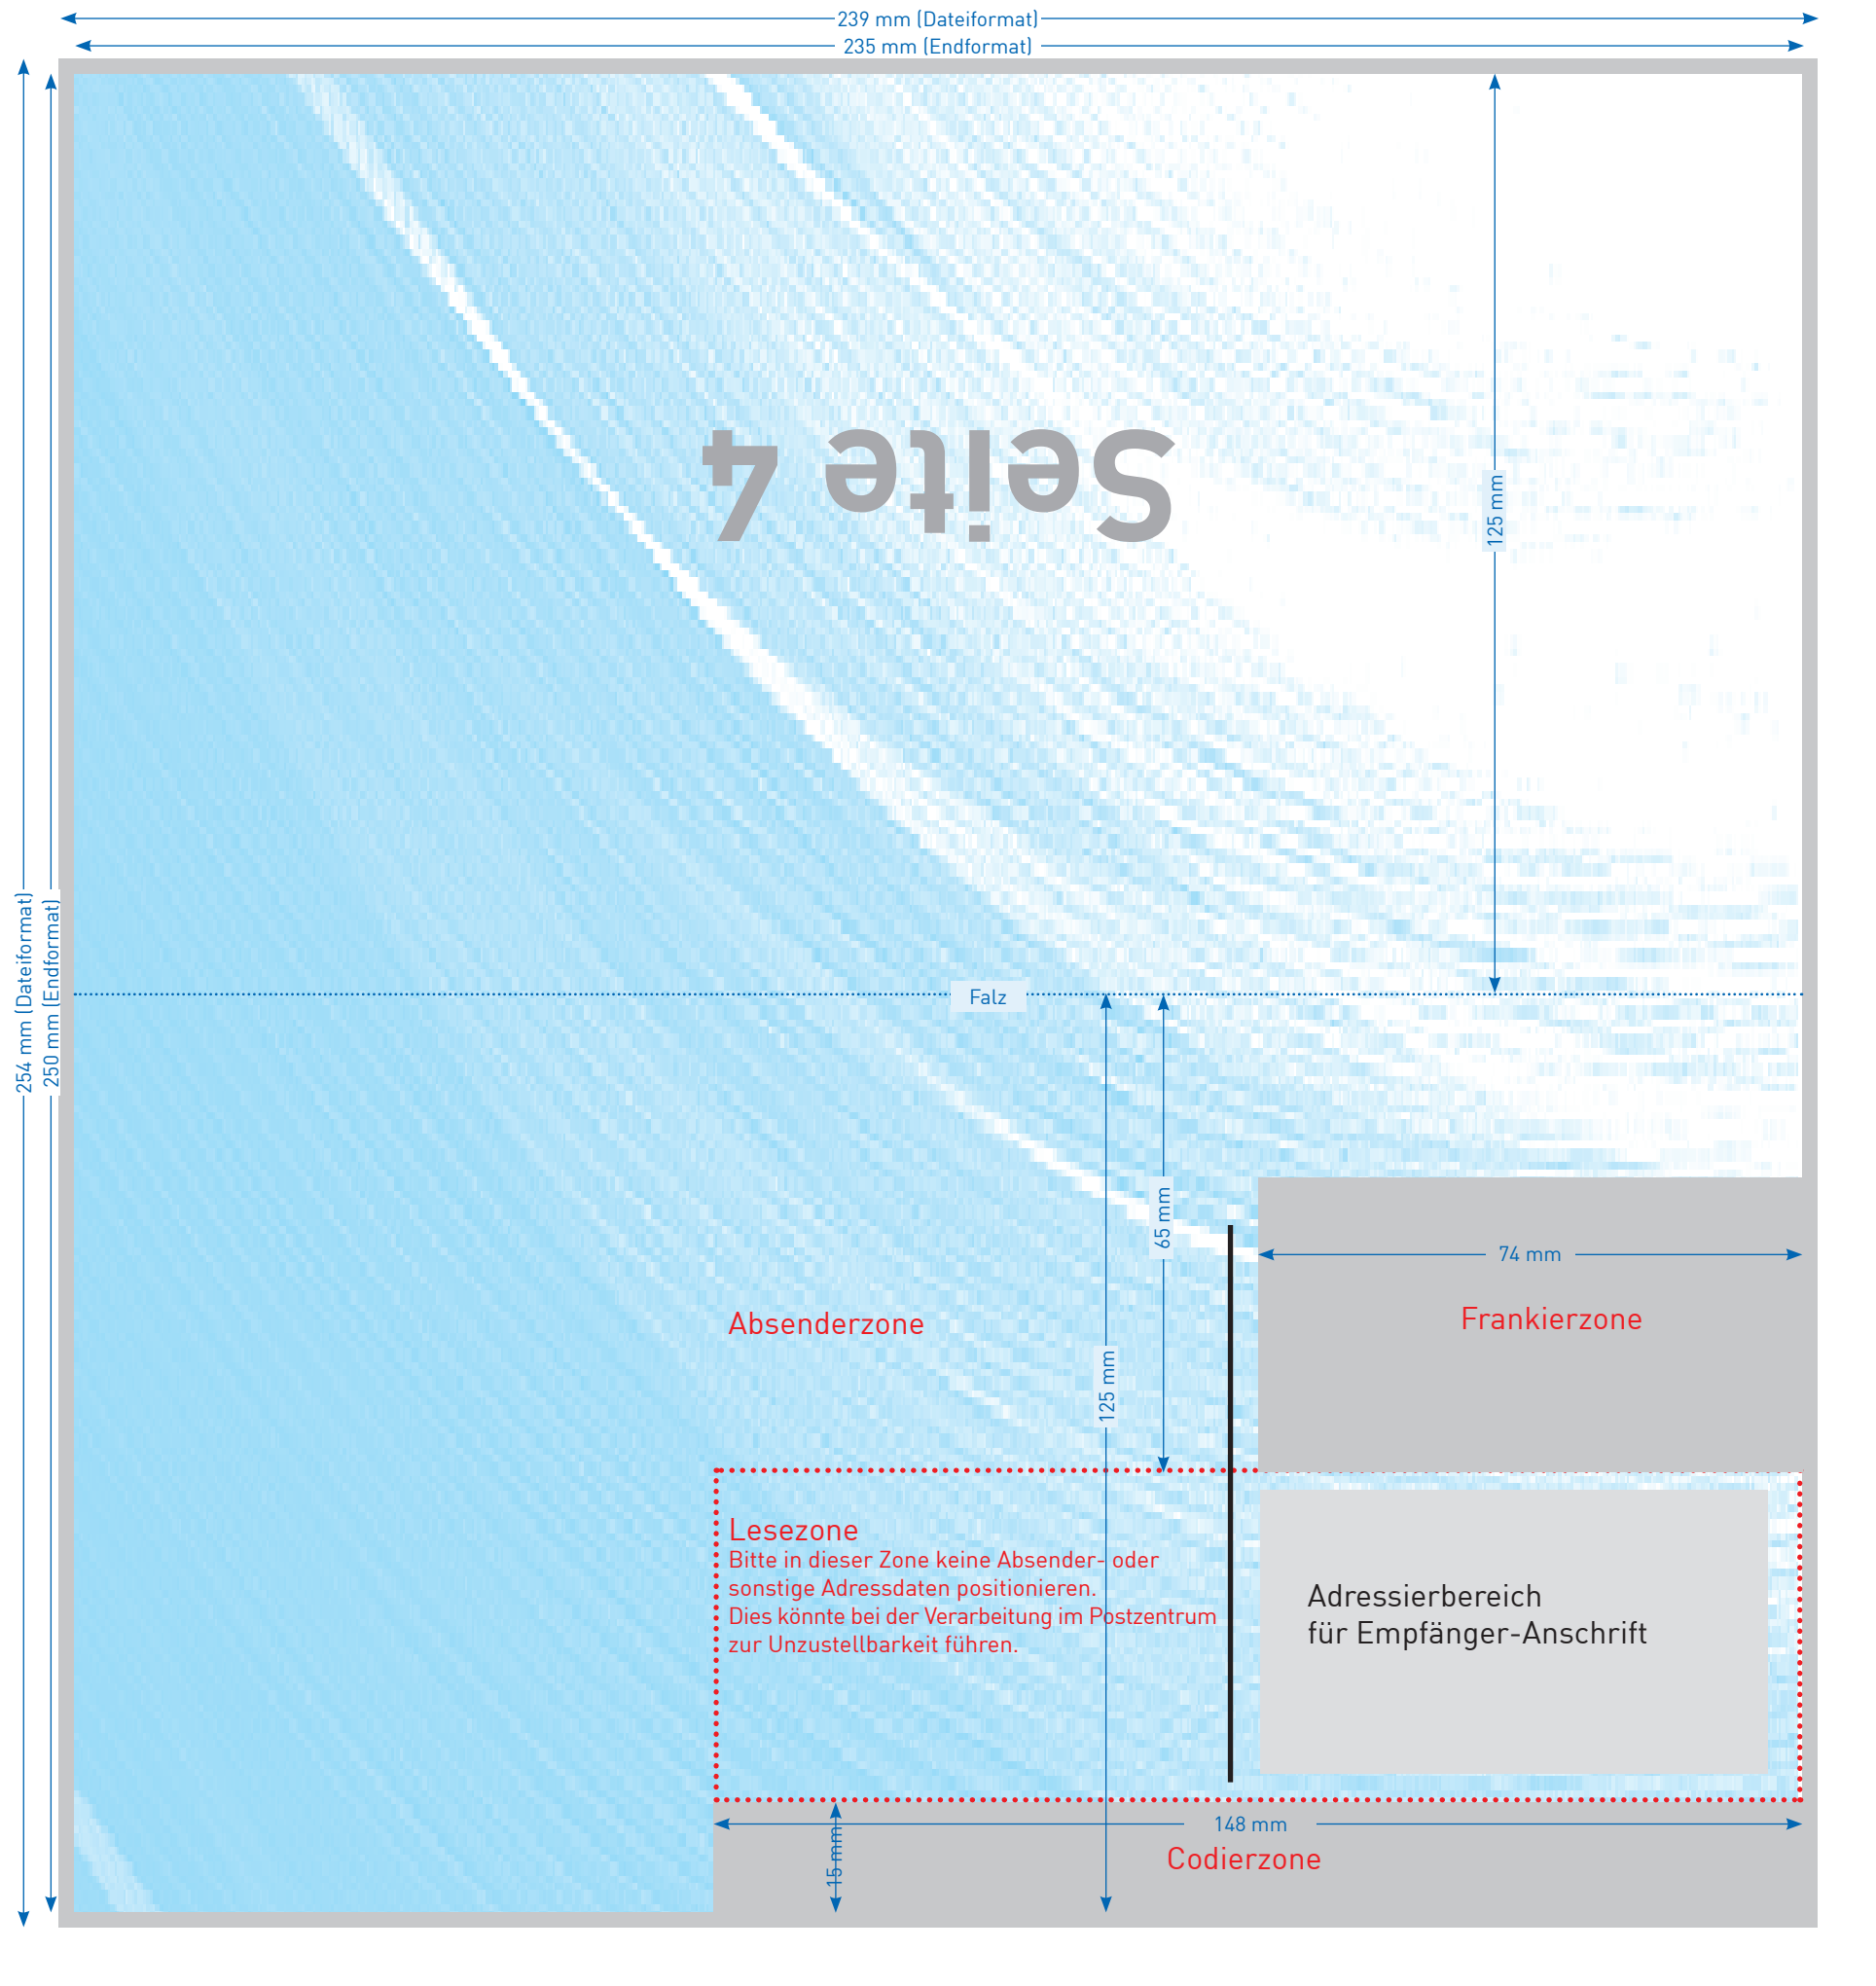 239 mm (Dateiformat)
235 mm (Endformat)
254 mm (Dateiformat)
250 mm (Endformat)
125 mm
Seite 4
Falz
65 mm
74 mm
Absenderzone
Frankierzone
125 mm
Lesezone
Bitte in dieser Zone keine Absender- oder
sonstige Adressdaten positionieren.
Dies könnte bei der Verarbeitung im Postzentrum
zur Unzustellbarkeit führen.
Adressierbereich
für Empfänger-Anschrift
148 mm
15 mm
Codierzone